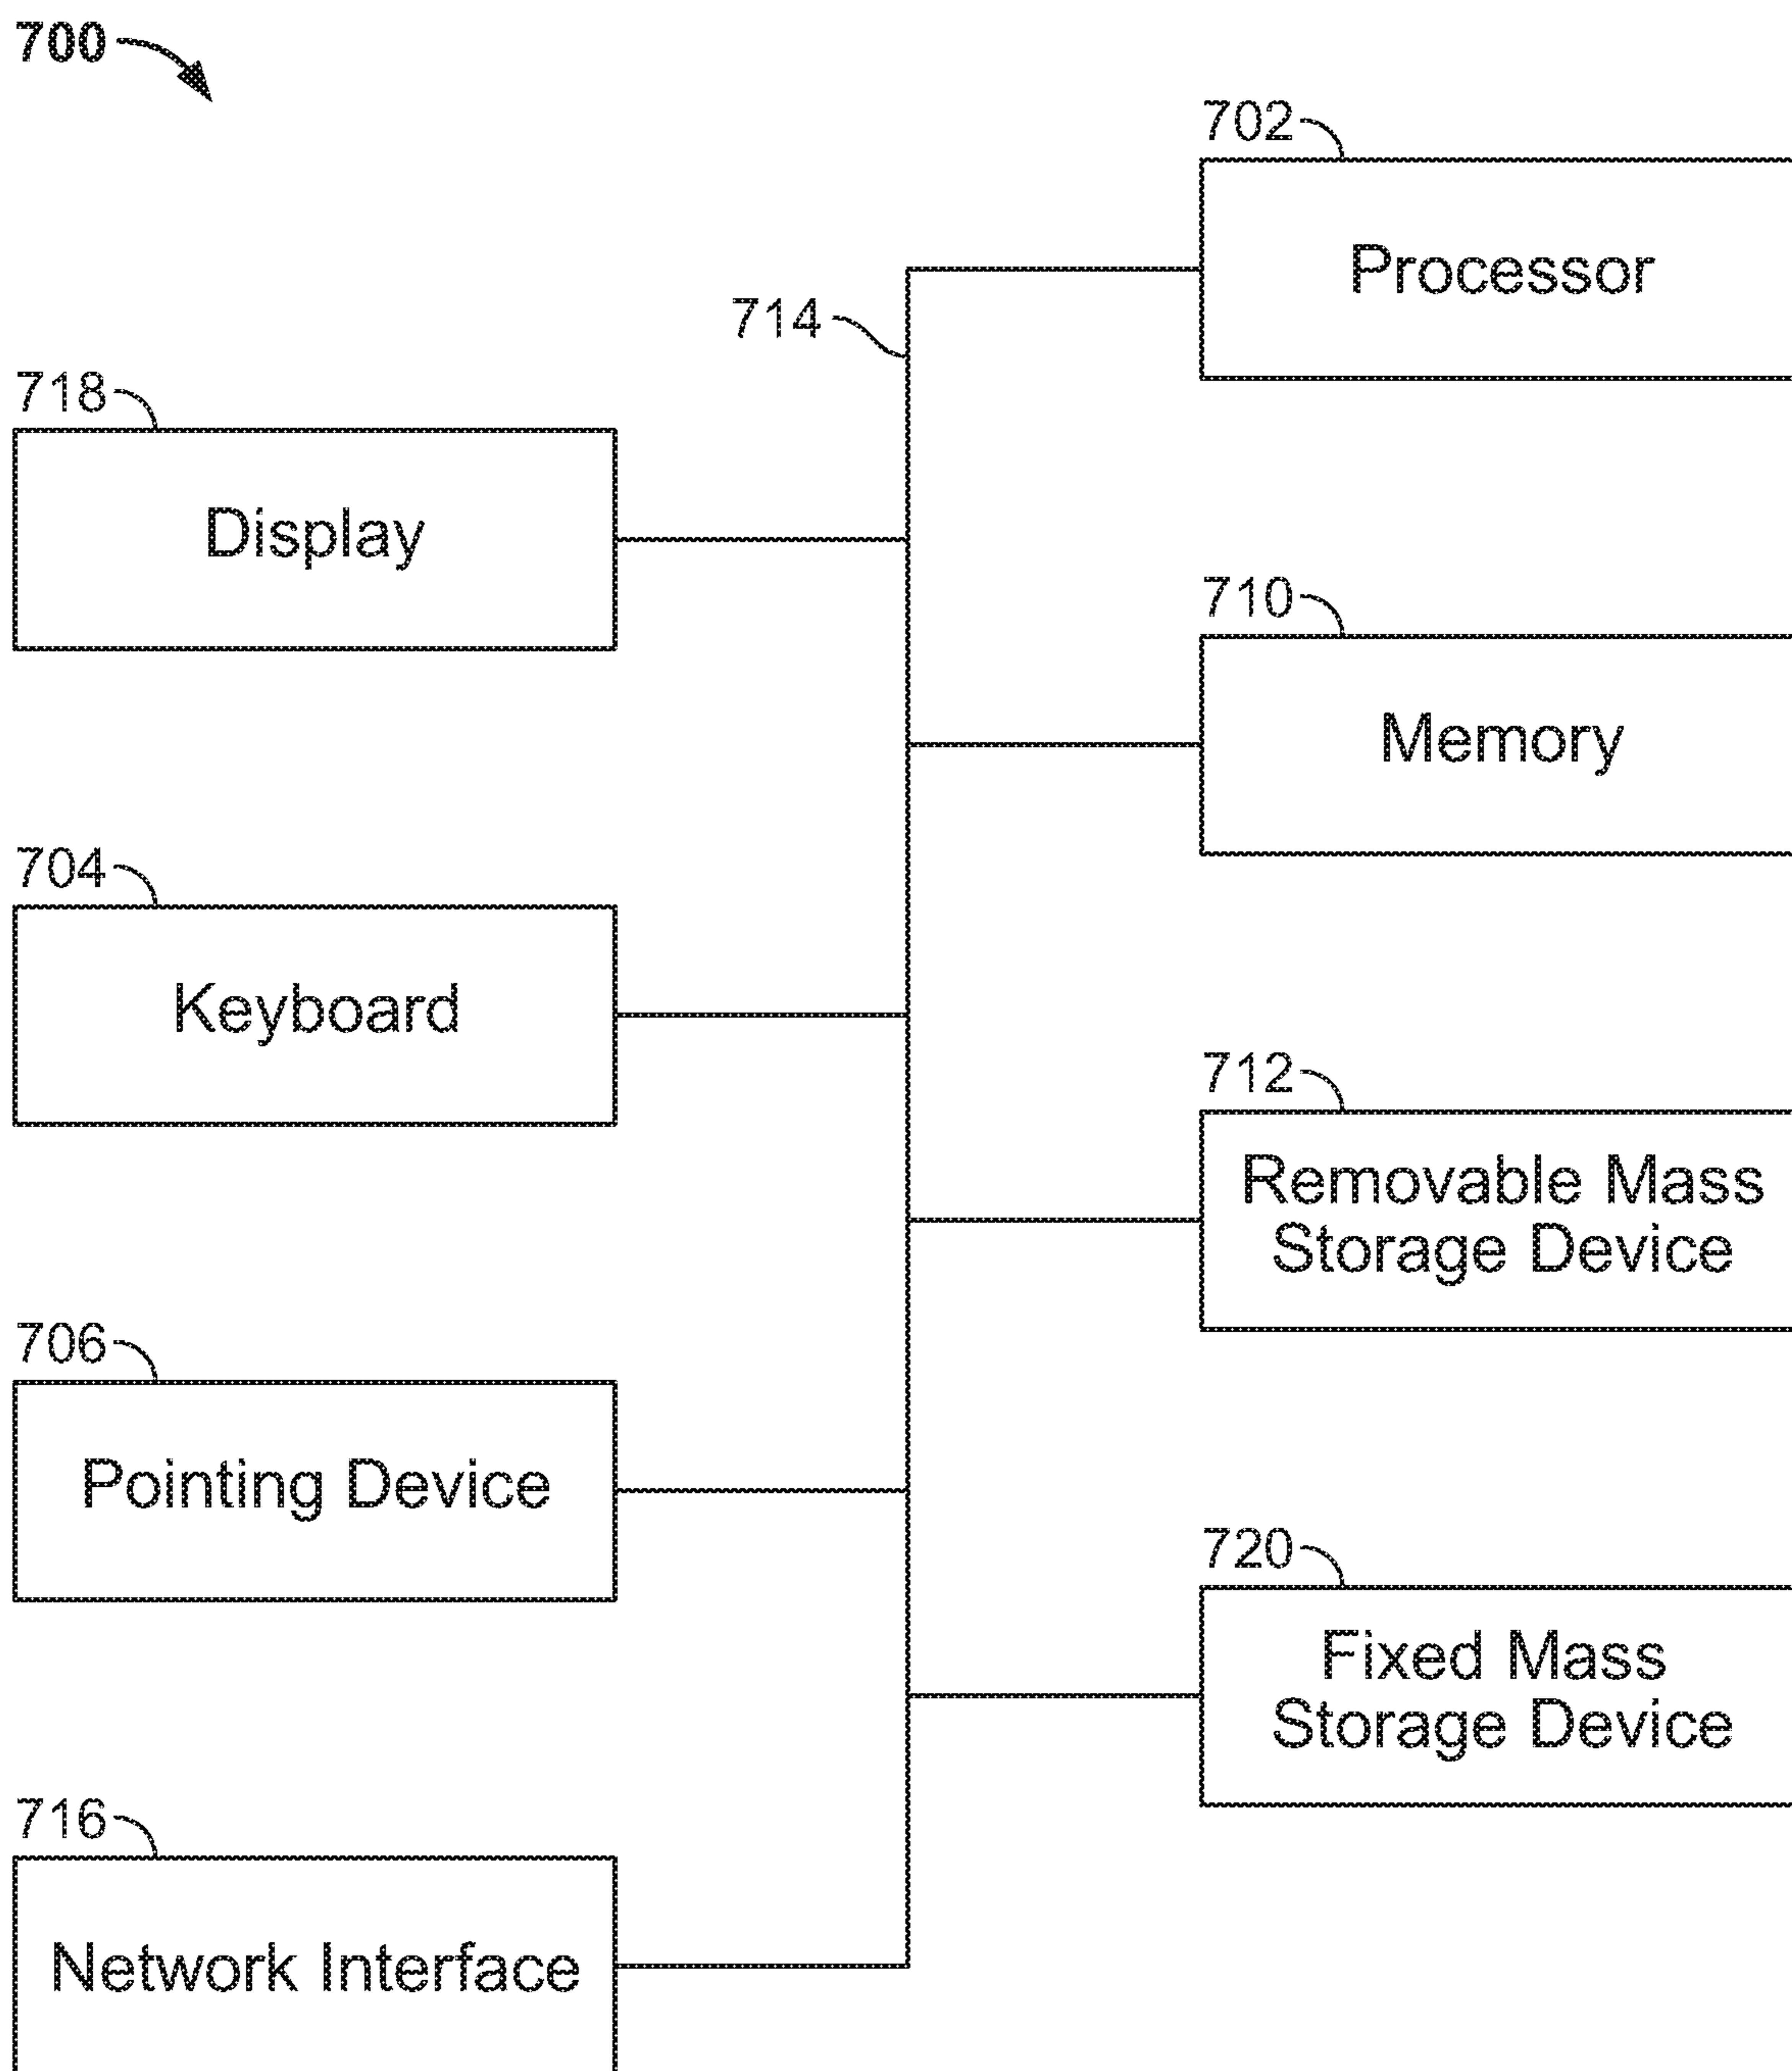 700
702
Processor
714
718
Display
710
Memory
704
Keyboard
712
Removable Mass
Storage Device
706
Pointing Device
720
Fixed Mass
Storage Device
716
Network Interface